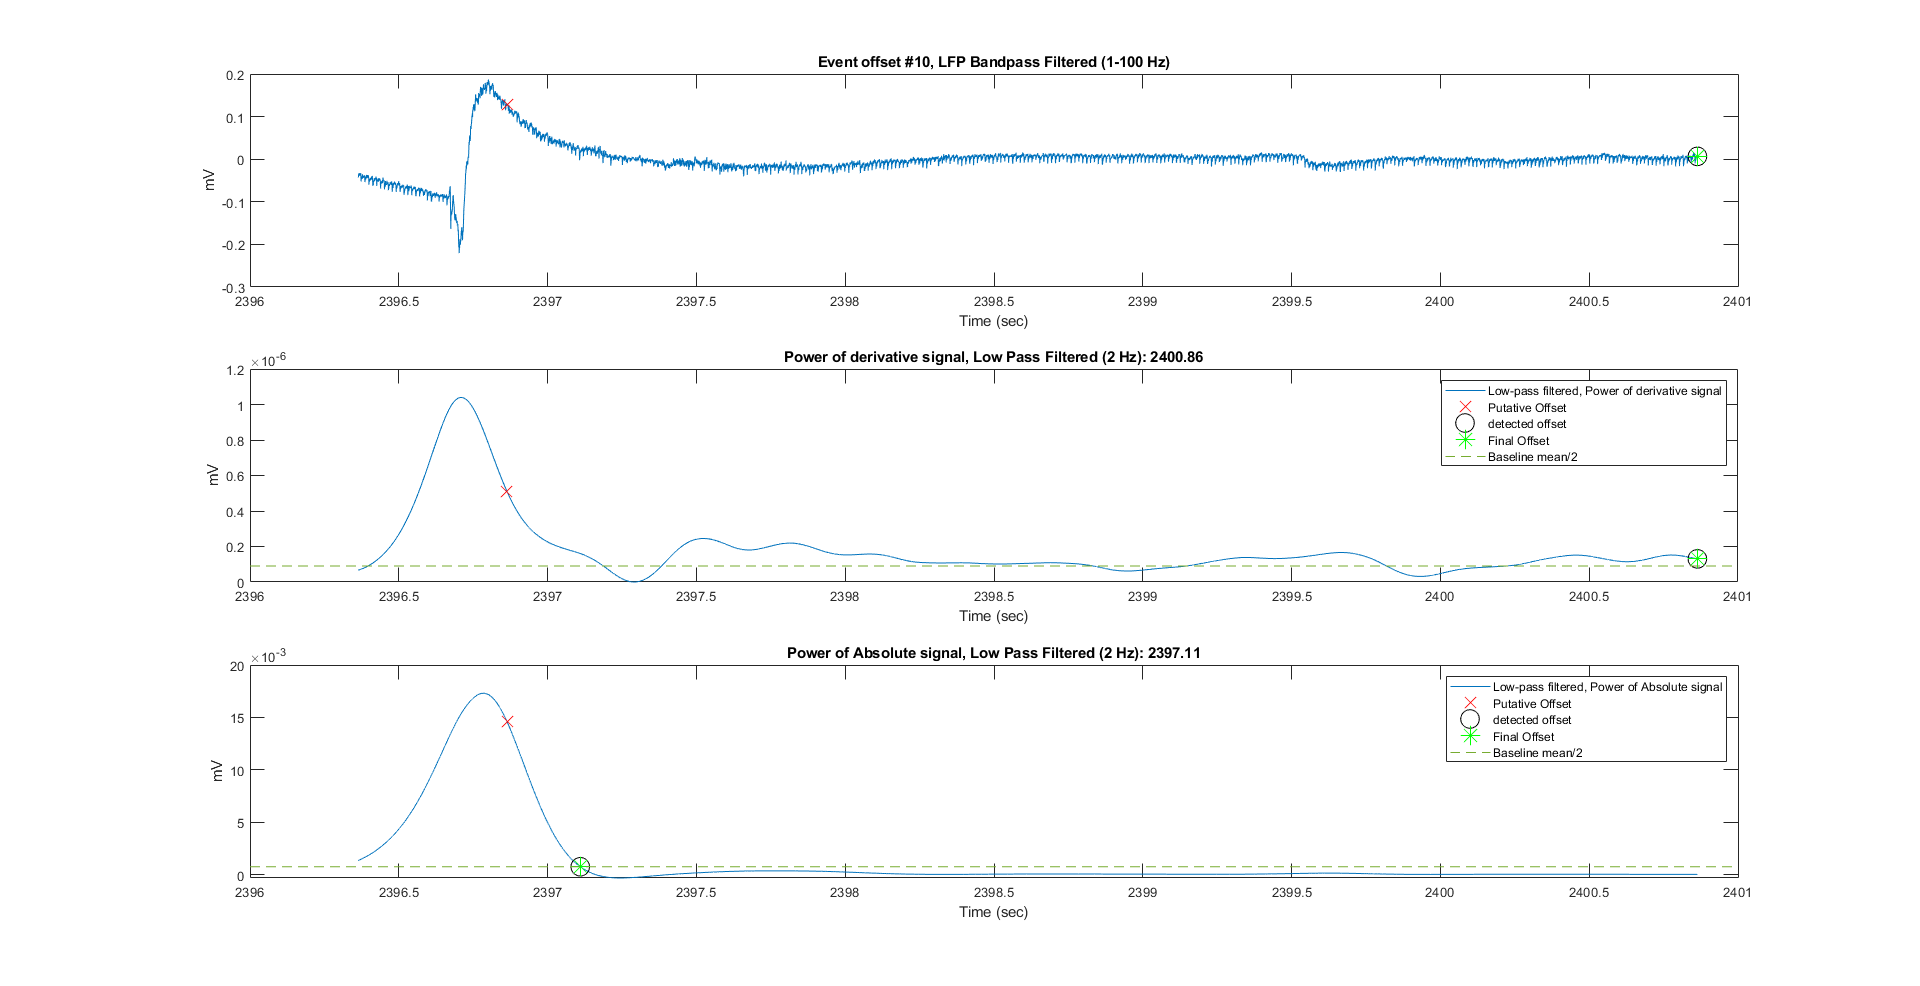 Event offset #10, LFP Bandpass Filtered (1-100 Hz)
0.2
0.1
0
-0.1
-0.2
-0.3
mV
2396 2396.5 2397 2397.5 2398 2398.5 2399 2399.5 2400 2400.5 2401
Time (sec)
Power of derivative signal, Low Pass Filtered (2 Hz): 2400.86
×10-6
1.2
1
0.8
0.6
0.4
0.2
0
mV
Low-pass filtered, Power of derivative signal
Putative Offset
detected offset
Final Offset
Baseline mean/2
2396 2396.5 2397 2397.5 2398 2398.5 2399 2399.5 2400 2400.5 2401
Time (sec)
Power of Absolute signal, Low Pass Filtered (2 Hz): 2397.11
×10-3
20
15
10
5
0
mV
Low-pass filtered, Power of Absolute signal
Putative Offset
detected offset
Final Offset
Baseline mean/2
2396 2396.5 2397 2397.5 2398 2398.5 2399 2399.5 2400 2400.5 2401
Time (sec)